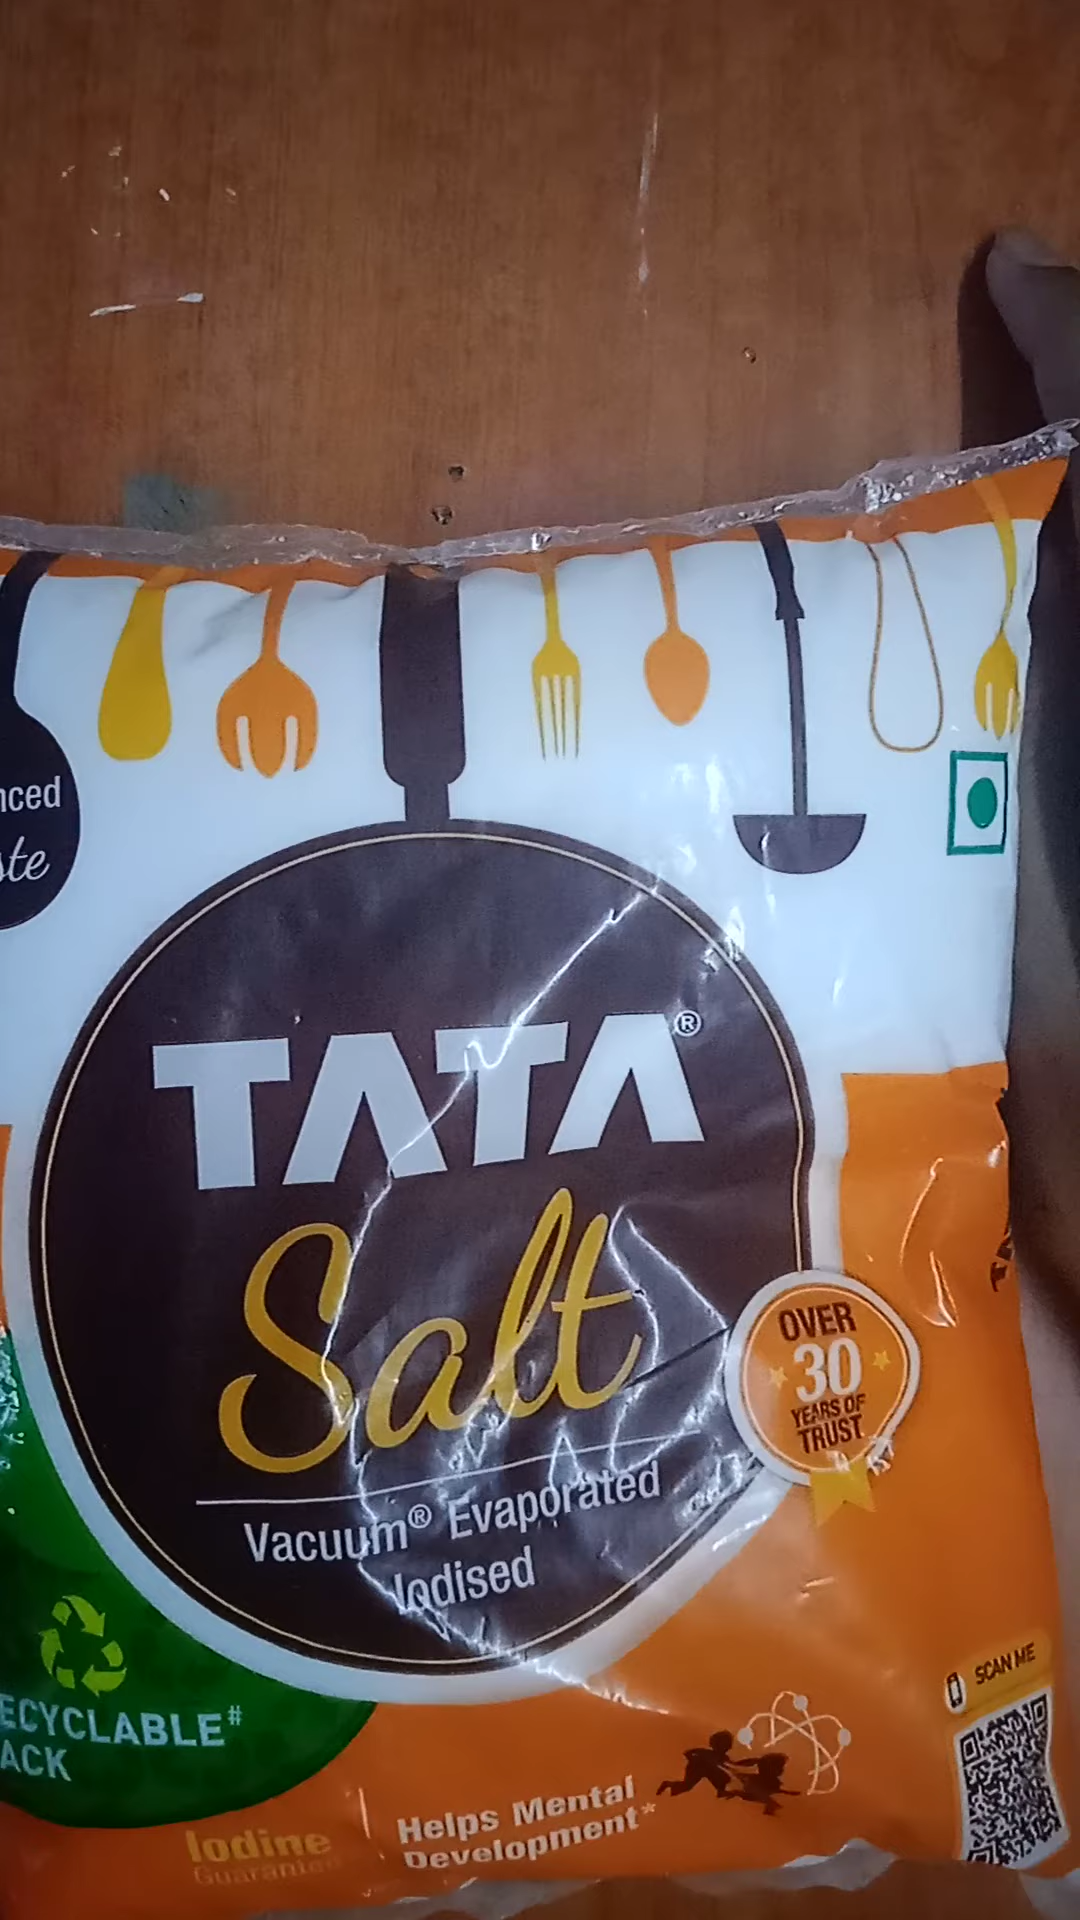 nced
ste
TATA®
Salt
Vacuum® Evaporated
Iodised
OVER
30
YEARS OF
TRUST
ECYCLABLE#
ACK
SCAN ME
Iodine
Guarantee
Helps Mental
Development*